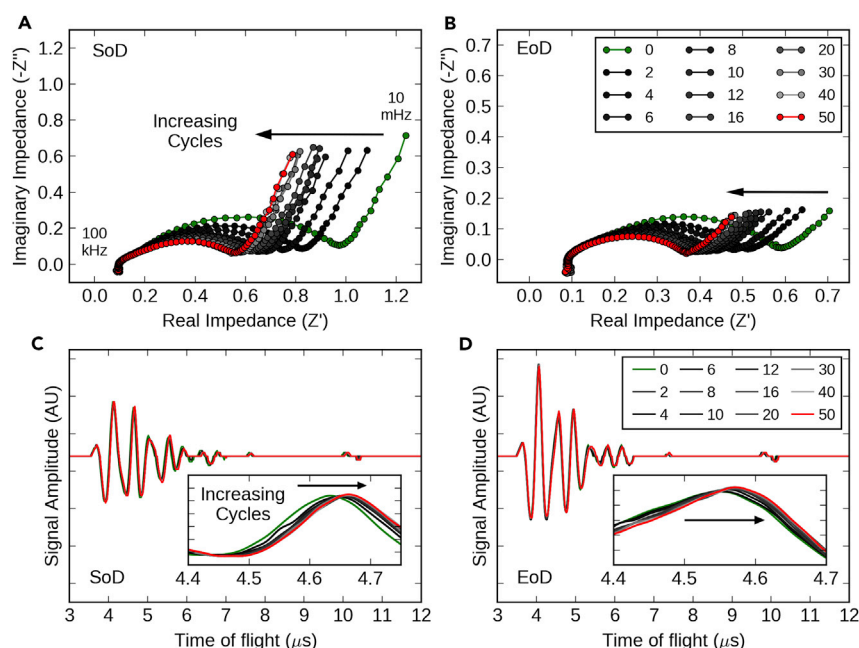 A
SoD
Increasing
Cycles
10
mHz
100
kHz
Imaginary Impedance (-Z")
1.2
1.0
0.8
0.6
0.4
0.2
0.0
0.0 0.2 0.4 0.6 0.8 1.0 1.2
Real Impedance (Z')
B
EoD
0 8 20
2 10 30
4 12 40
6 16 50
Imaginary Impedance (-Z")
0.7
0.6
0.5
0.4
0.3
0.2
0.1
0.0
0.0 0.1 0.2 0.3 0.4 0.5 0.6 0.7
Real Impedance (Z')
C
Signal Amplitude (AU)
Increasing
Cycles
4.4 4.5 4.6 4.7
SoD
3 4 5 6 7 8 9 10 11 12
Time of flight (μs)
D
Signal Amplitude (AU)
0 6 12 30
2 8 16 40
4 10 20 50
4.4 4.5 4.6 4.7
EoD
3 4 5 6 7 8 9 10 11 12
Time of flight (μs)